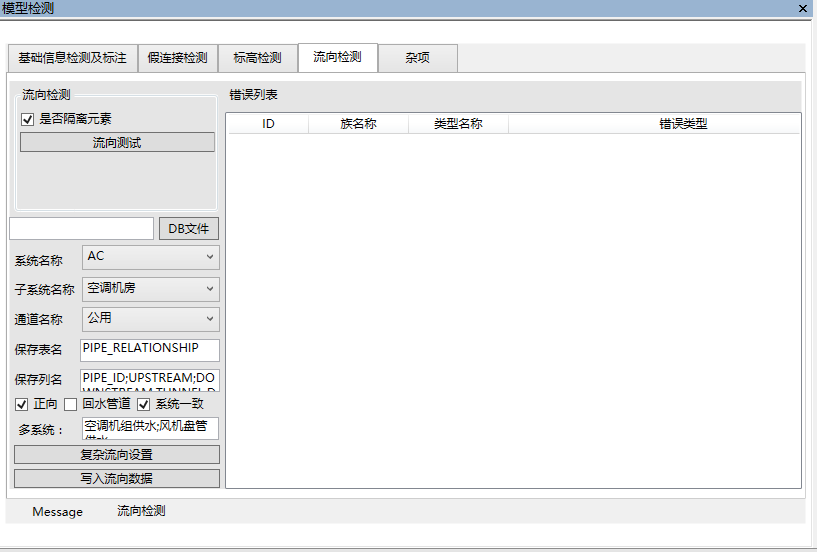 模型检测
基础信息检测及标注 假连接检测 标高检测 流向检测 杂项
流向检测
是否隔离元素
流向测试
DB文件
系统名称 AC
子系统名称 空调机房
通道名称 公用
保存表名 PIPE_RELATIONSHIP
保存列名 PIPE_ID;UPSTREAM;DO
WNSTREAM;TUNNEL_D
正向 回水管道 系统一致
多系统： 空调机组供水;风机盘管
供水
复杂流向设置
写入流向数据
错误列表
ID 族名称 类型名称 错误类型
Message 流向检测